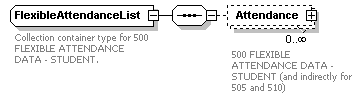 FlexibleAttendanceList
Attendance
0..∞
Collection container type for 500
FLEXIBLE ATTENDANCE
DATA - STUDENT.
500 FLEXIBLE
ATTENDANCE DATA -
STUDENT (and indirectly for
505 and 510)